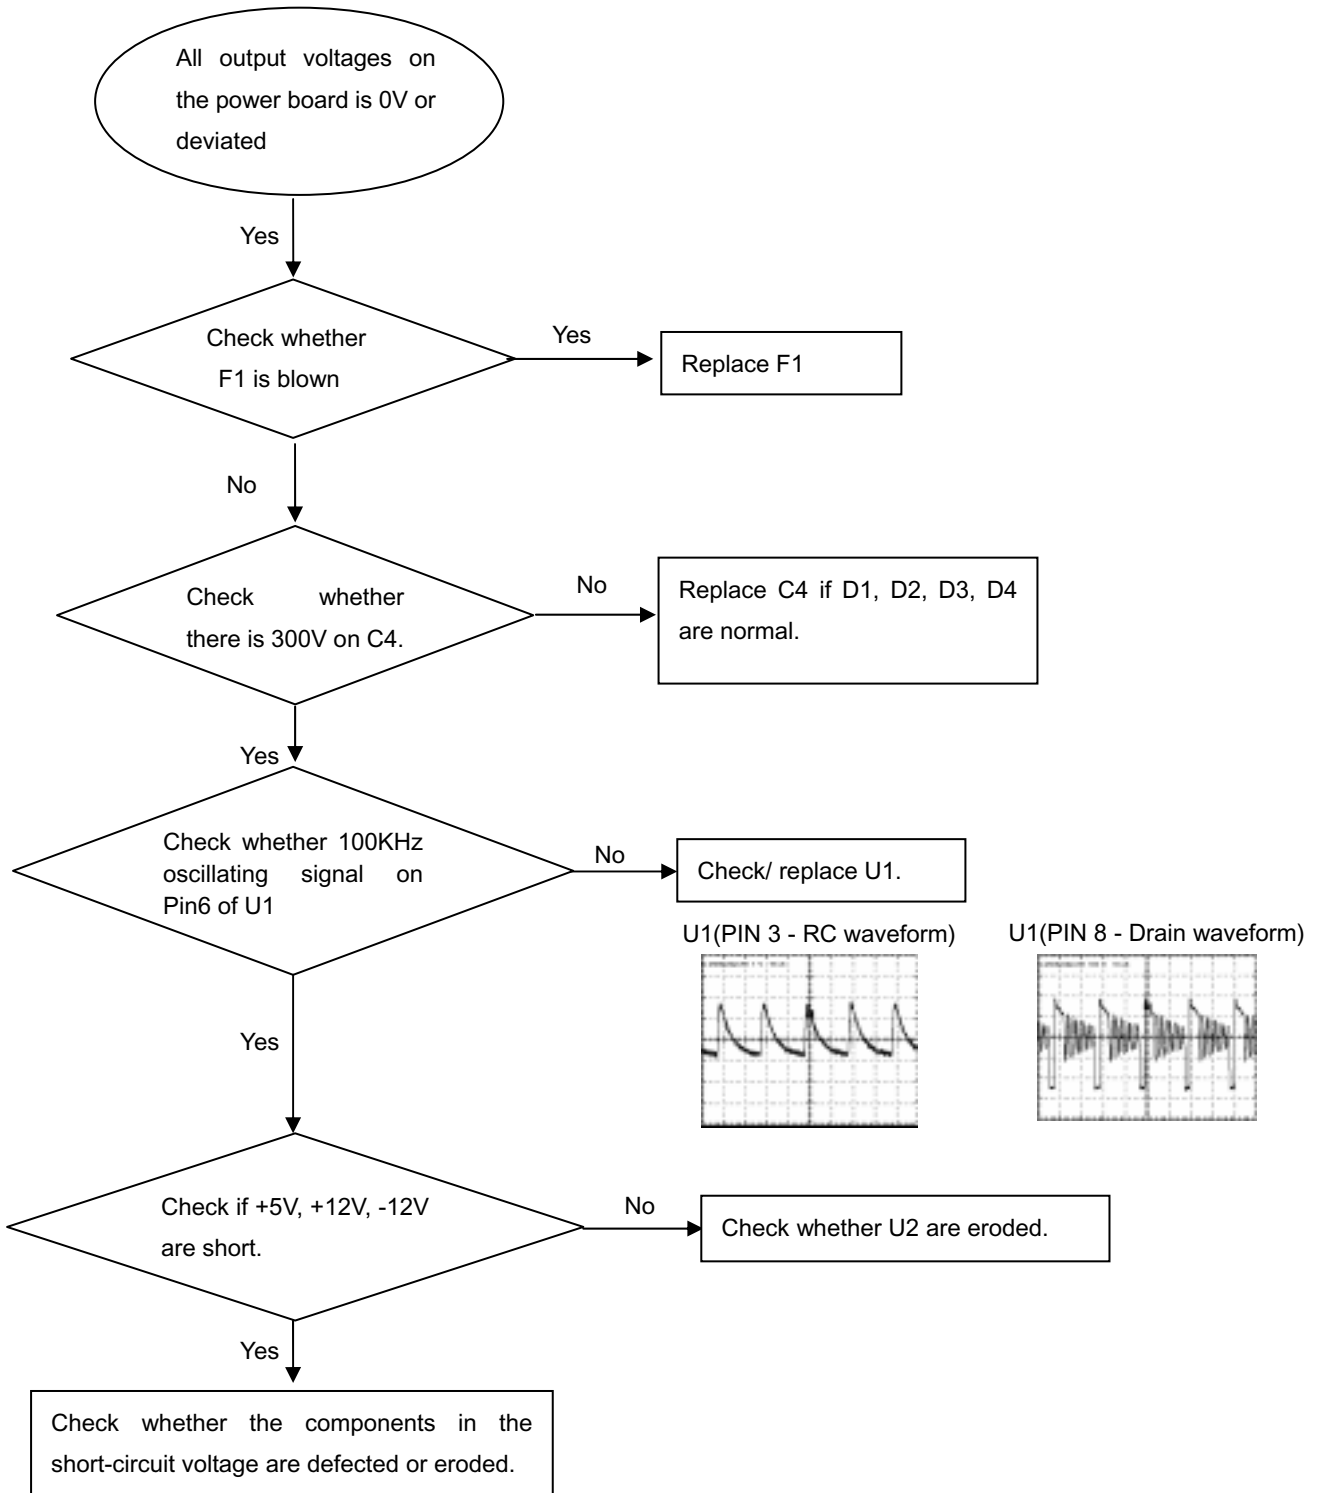 All output voltages on
the power board is 0V or
deviated
Yes
Check whether
F1 is blown
Yes
Replace F1
No
Check whether
there is 300V on C4.
No
Replace C4 if D1, D2, D3, D4
are normal.
Yes
Check whether 100KHz
oscillating signal on
Pin6 of U1
No
Check/ replace U1.
U1(PIN 3 - RC waveform)
U1(PIN 8 - Drain waveform)
Yes
Check if +5V, +12V, -12V
are short.
No
Check whether U2 are eroded.
Yes
Check whether the components in the
short-circuit voltage are defected or eroded.